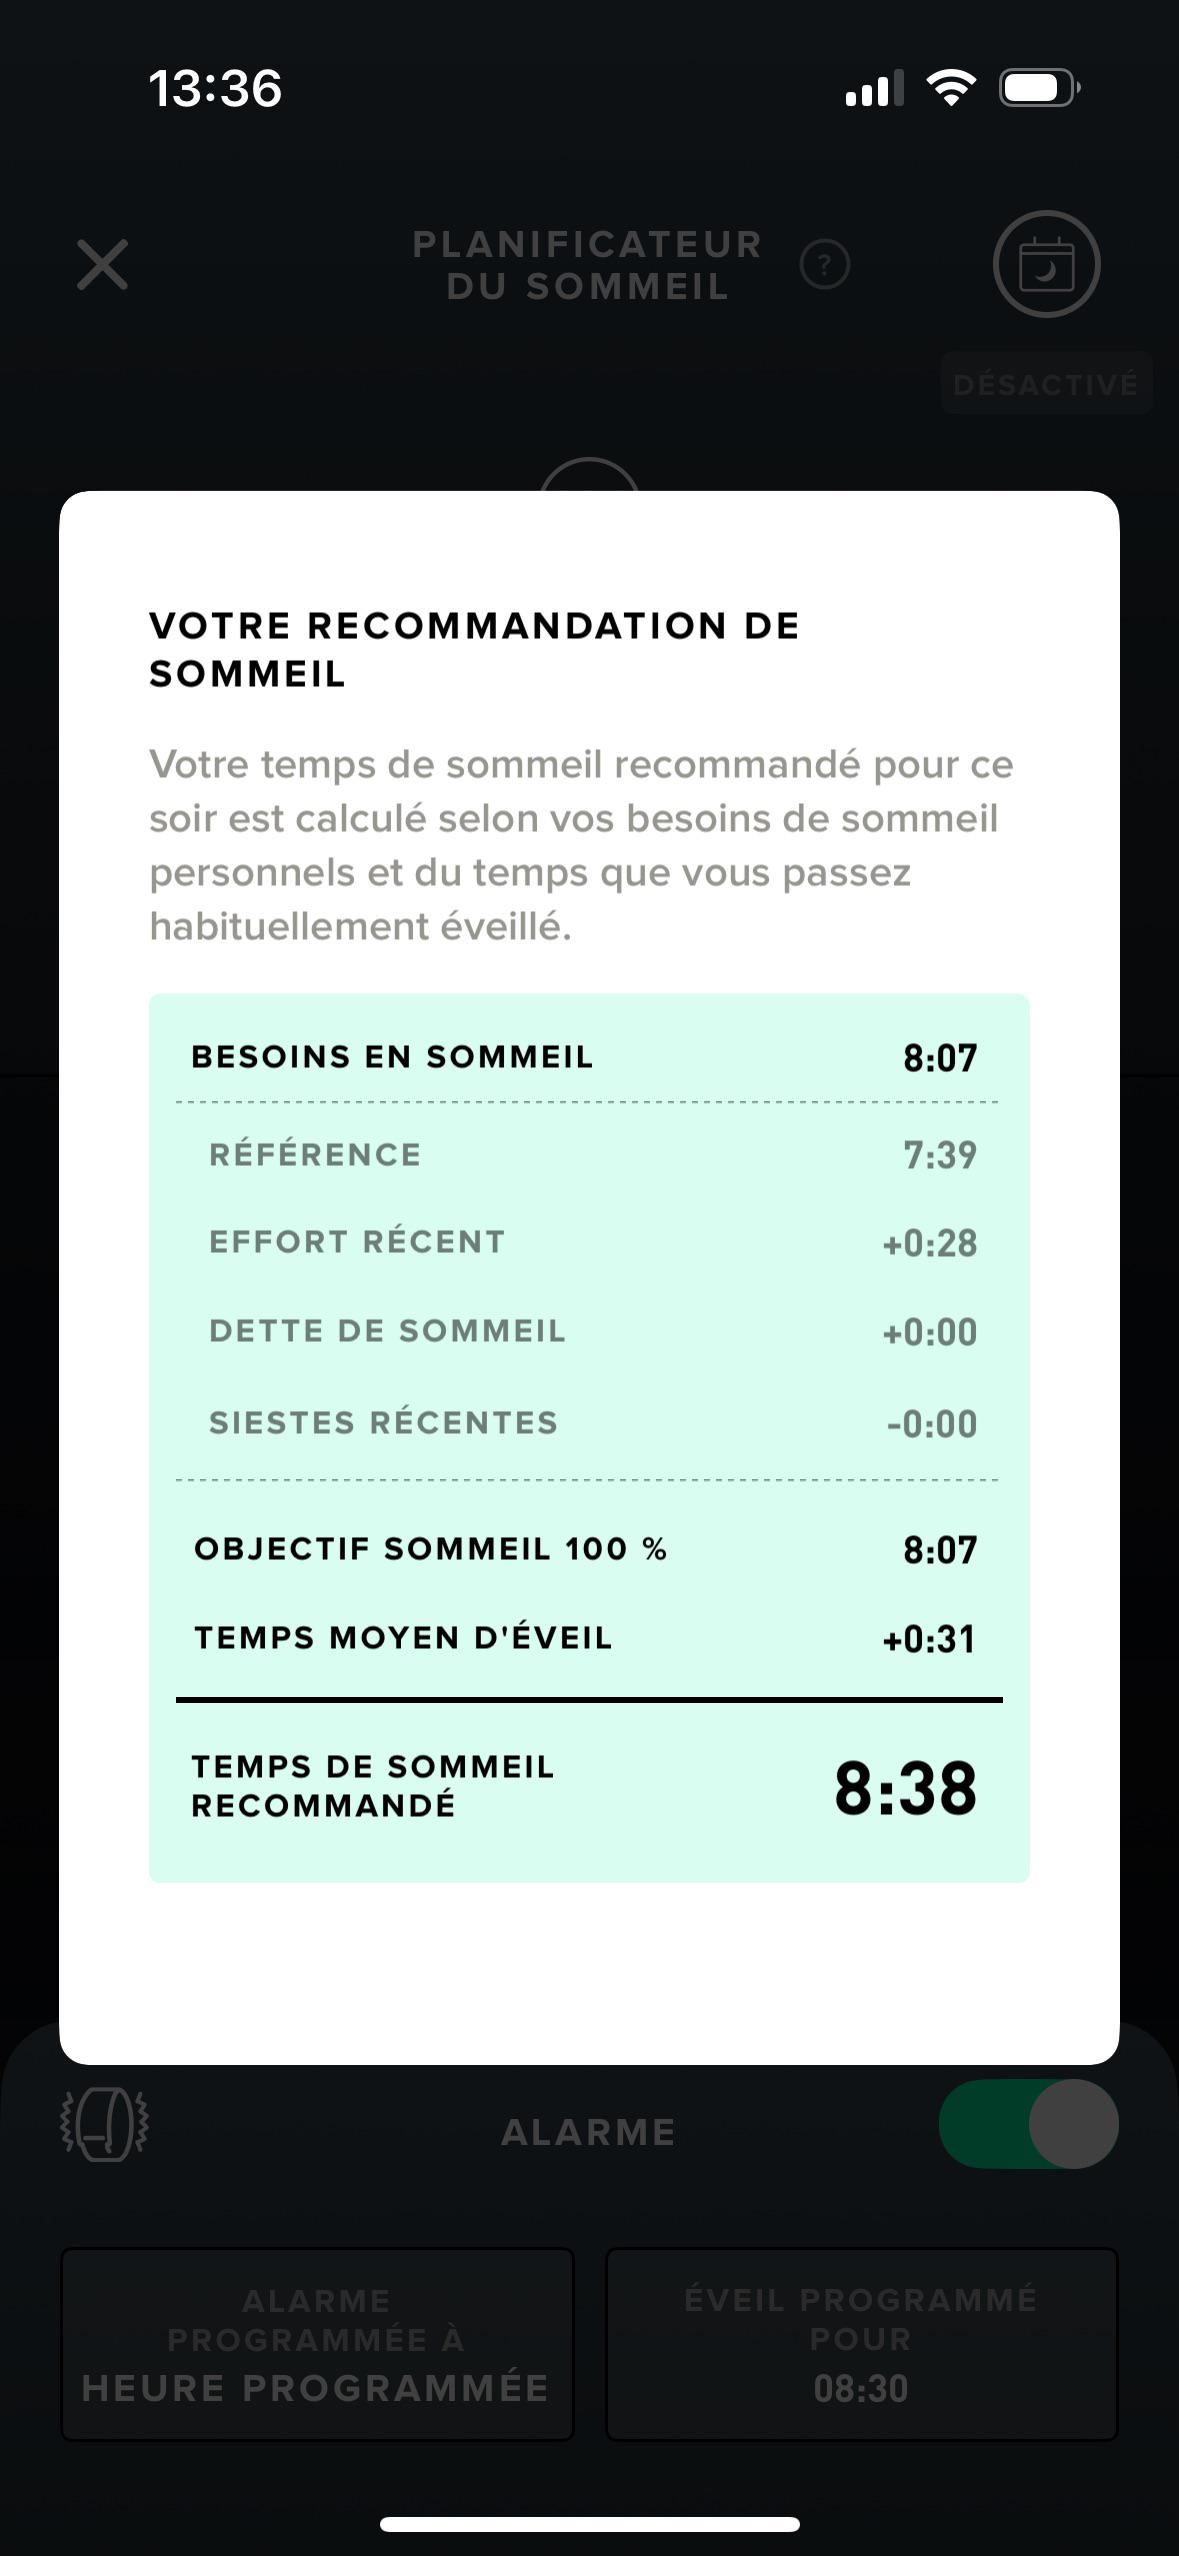 13:36
PLANIFICATEUR
DU SOMMEIL
?
DÉSACTIVÉ
VOTRE RECOMMANDATION DE
SOMMEIL
Votre temps de sommeil recommandé pour ce
soir est calculé selon vos besoins de sommeil
personnels et du temps que vous passez
habituellement éveillé.
BESOINS EN SOMMEIL 8:07
RÉFÉRENCE 7:39
EFFORT RÉCENT +0:28
DETTE DE SOMMEIL +0:00
SIESTES RÉCENTES -0:00
OBJECTIF SOMMEIL 100 % 8:07
TEMPS MOYEN D'ÉVEIL +0:31
TEMPS DE SOMMEIL
RECOMMANDÉ 8:38
ALARME
ALARME
PROGRAMMÉE À
HEURE PROGRAMMÉE
ÉVEIL PROGRAMMÉ
POUR
08:30